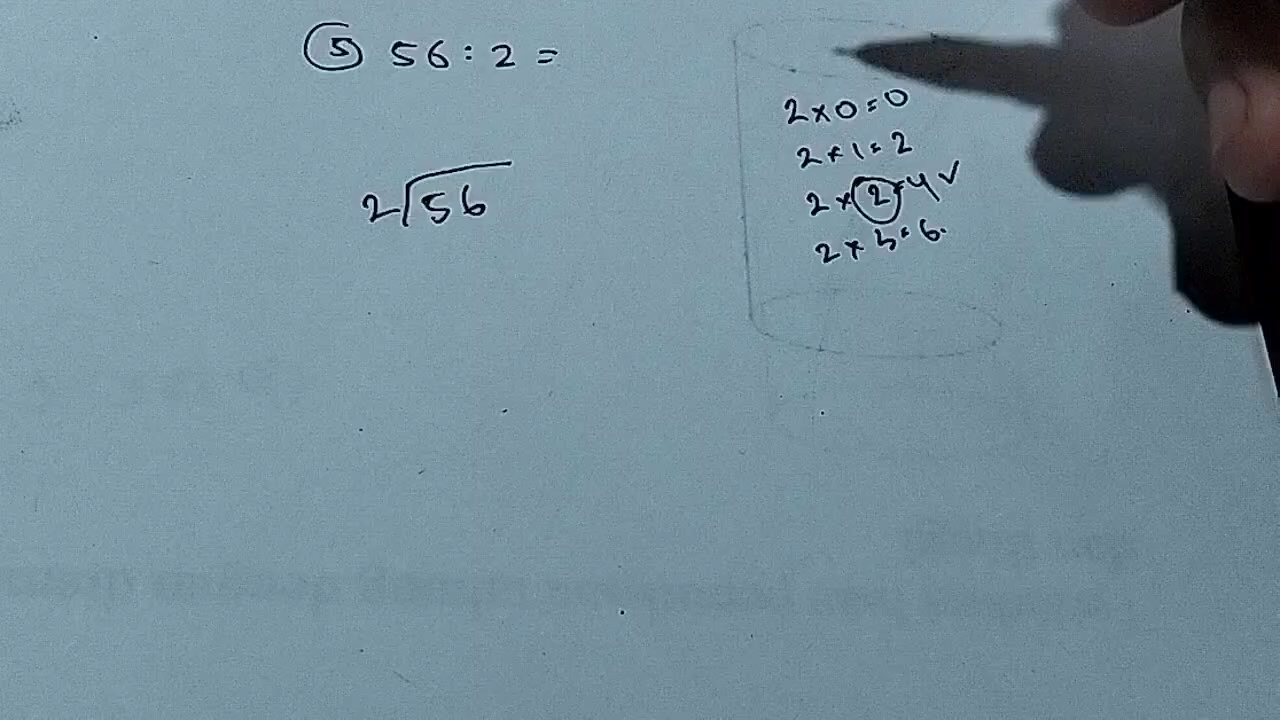 5 56 : 2 =
2 56
2 × 0 = 0
2 × 1 = 2
2 × 2 = 4 ✓
2 × 3 = 6